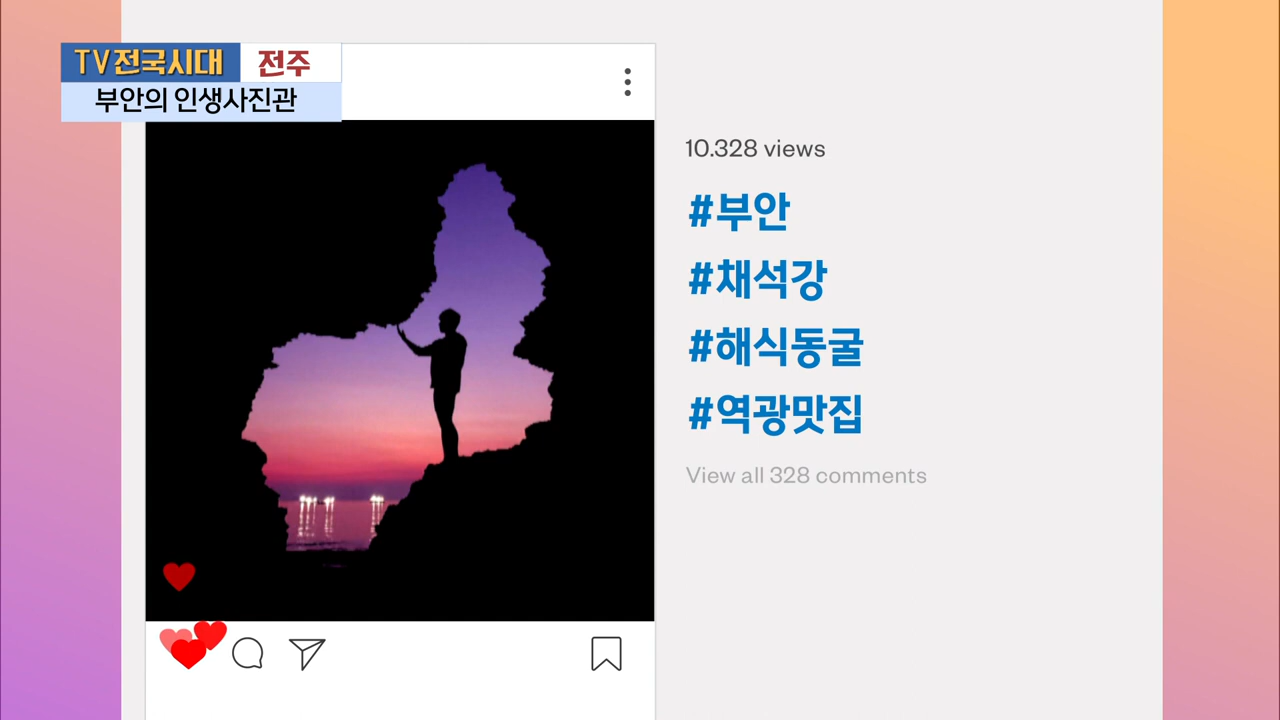 TV전국시대 전주
부안의 인생사진관
10.328 views
#부안
#채석강
#해식동굴
#역광맛집
View all 328 comments